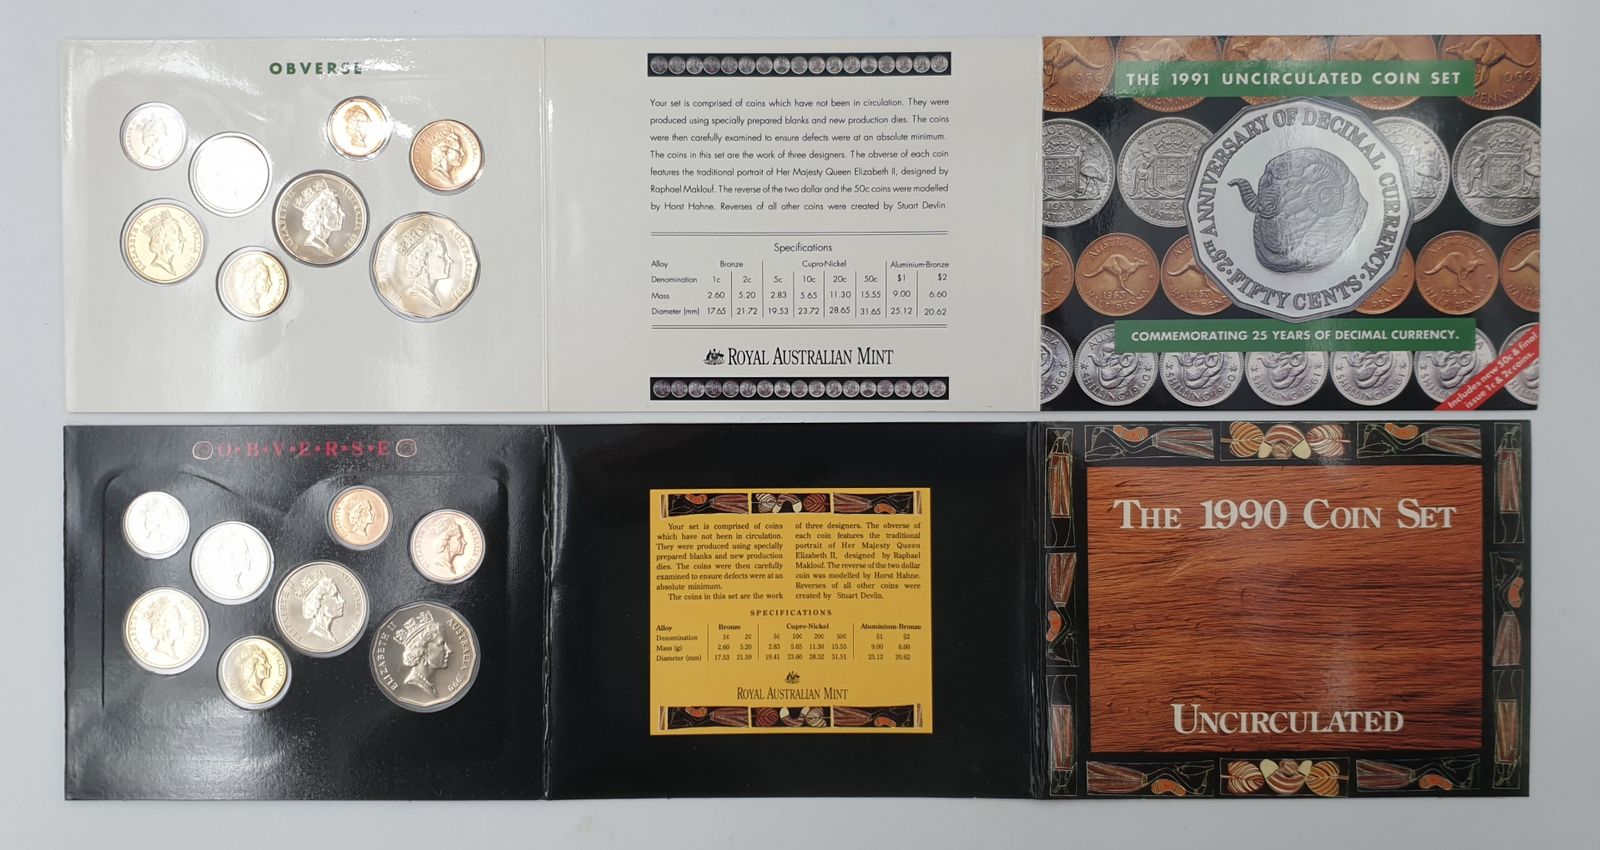 OBVERSE
Your set is comprised of coins which have not been in circulation. They were
produced using specially prepared blanks and new production dies. The coins
were then carefully examined to ensure defects were at an absolute minimum.
The coins in this set are the work of three designers. The obverse of each coin
features the traditional portrait of Her Majesty Queen Elizabeth II, designed by
Raphael Maklouf. The reverse of the two dollar and the 50c coins were modelled
by Horst Hahne. Reverses of all other coins were created by Stuart Devlin.
Specifications
Alloy Bronze Cupro-Nickel Aluminium-Bronze
Denomination 1c 2c 5c 10c 20c 50c $1 $2
Mass 2.60 5.20 2.83 5.65 11.30 15.55 9.00 6.60
Diameter (mm) 17.65 21.72 19.53 23.72 28.65 31.65 25.12 20.62
ROYAL AUSTRALIAN MINT
THE 1991 UNCIRCULATED COIN SET
25TH ANNIVERSARY OF DECIMAL CURRENCY
FIFTY CENTS
COMMEMORATING 25 YEARS OF DECIMAL CURRENCY.
Includes new 50c & final
issue 1c & 2c coins.
O·B·V·E·R·S·E
ELIZABETH II AUSTRALIA 1990
Your set is comprised of coins
which have not been in circulation.
They were produced using specially
prepared blanks and new production
dies. The coins were then carefully
examined to ensure defects were at an
absolute minimum.
The coins in this set are the work
of three designers. The obverse of
each coin features the traditional
portrait of Her Majesty Queen
Elizabeth II, designed by Raphael
Maklouf. The reverse of the two dollar
coin was modelled by Horst Hahne.
Reverses of all other coins were
created by Stuart Devlin.
SPECIFICATIONS
Alloy Bronze Cupro-Nickel Aluminium-Bronze
Denomination 1¢ 2¢ 5¢ 10¢ 20¢ 50¢ $1 $2
Mass (g) 2.60 5.20 2.83 5.65 11.30 15.55 9.00 6.60
Diameter (mm) 17.53 21.59 19.41 23.60 28.52 31.51 25.12 20.62
ROYAL AUSTRALIAN MINT
THE 1990 COIN SET
UNCIRCULATED